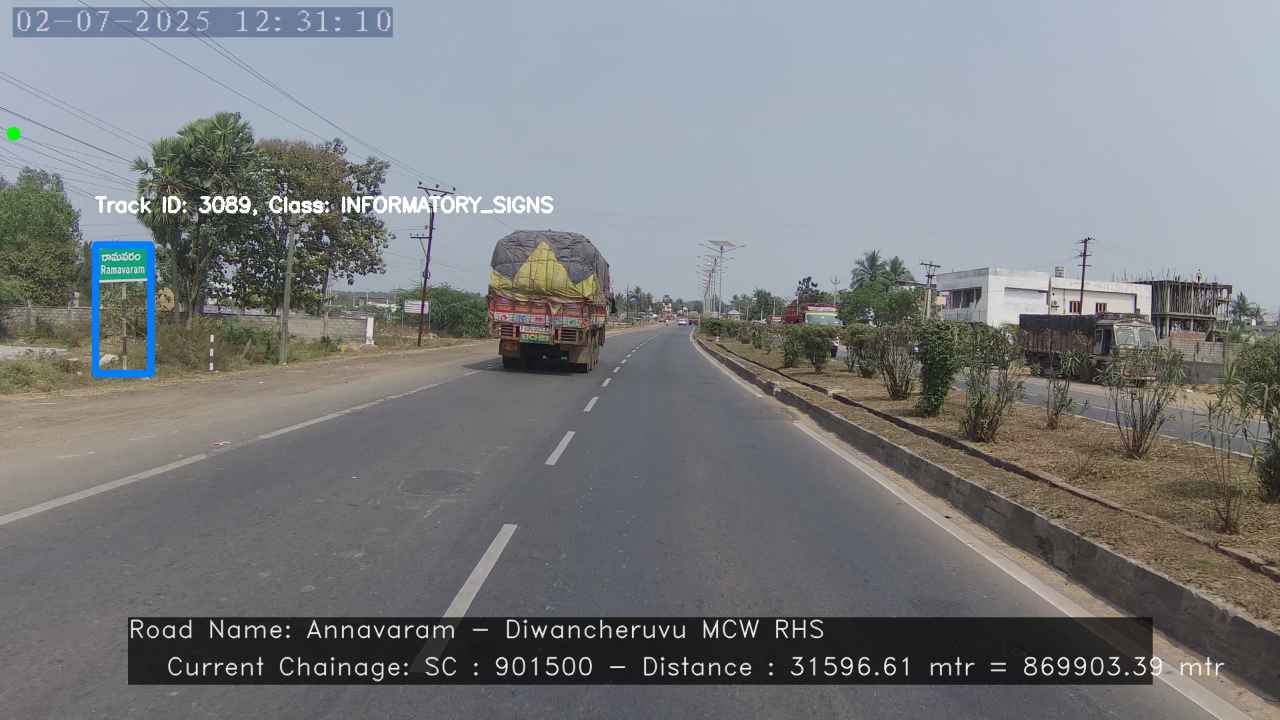 02-07-2025 12:31:10
Track ID: 3089, Class: INFORMATORY_SIGNS
రామవరం
Ramavaram
Road Name: Annavaram - Diwancheruvu MCW RHS
Current Chainage: SC : 901500 - Distance : 31596.61 mtr = 869903.39 mtr